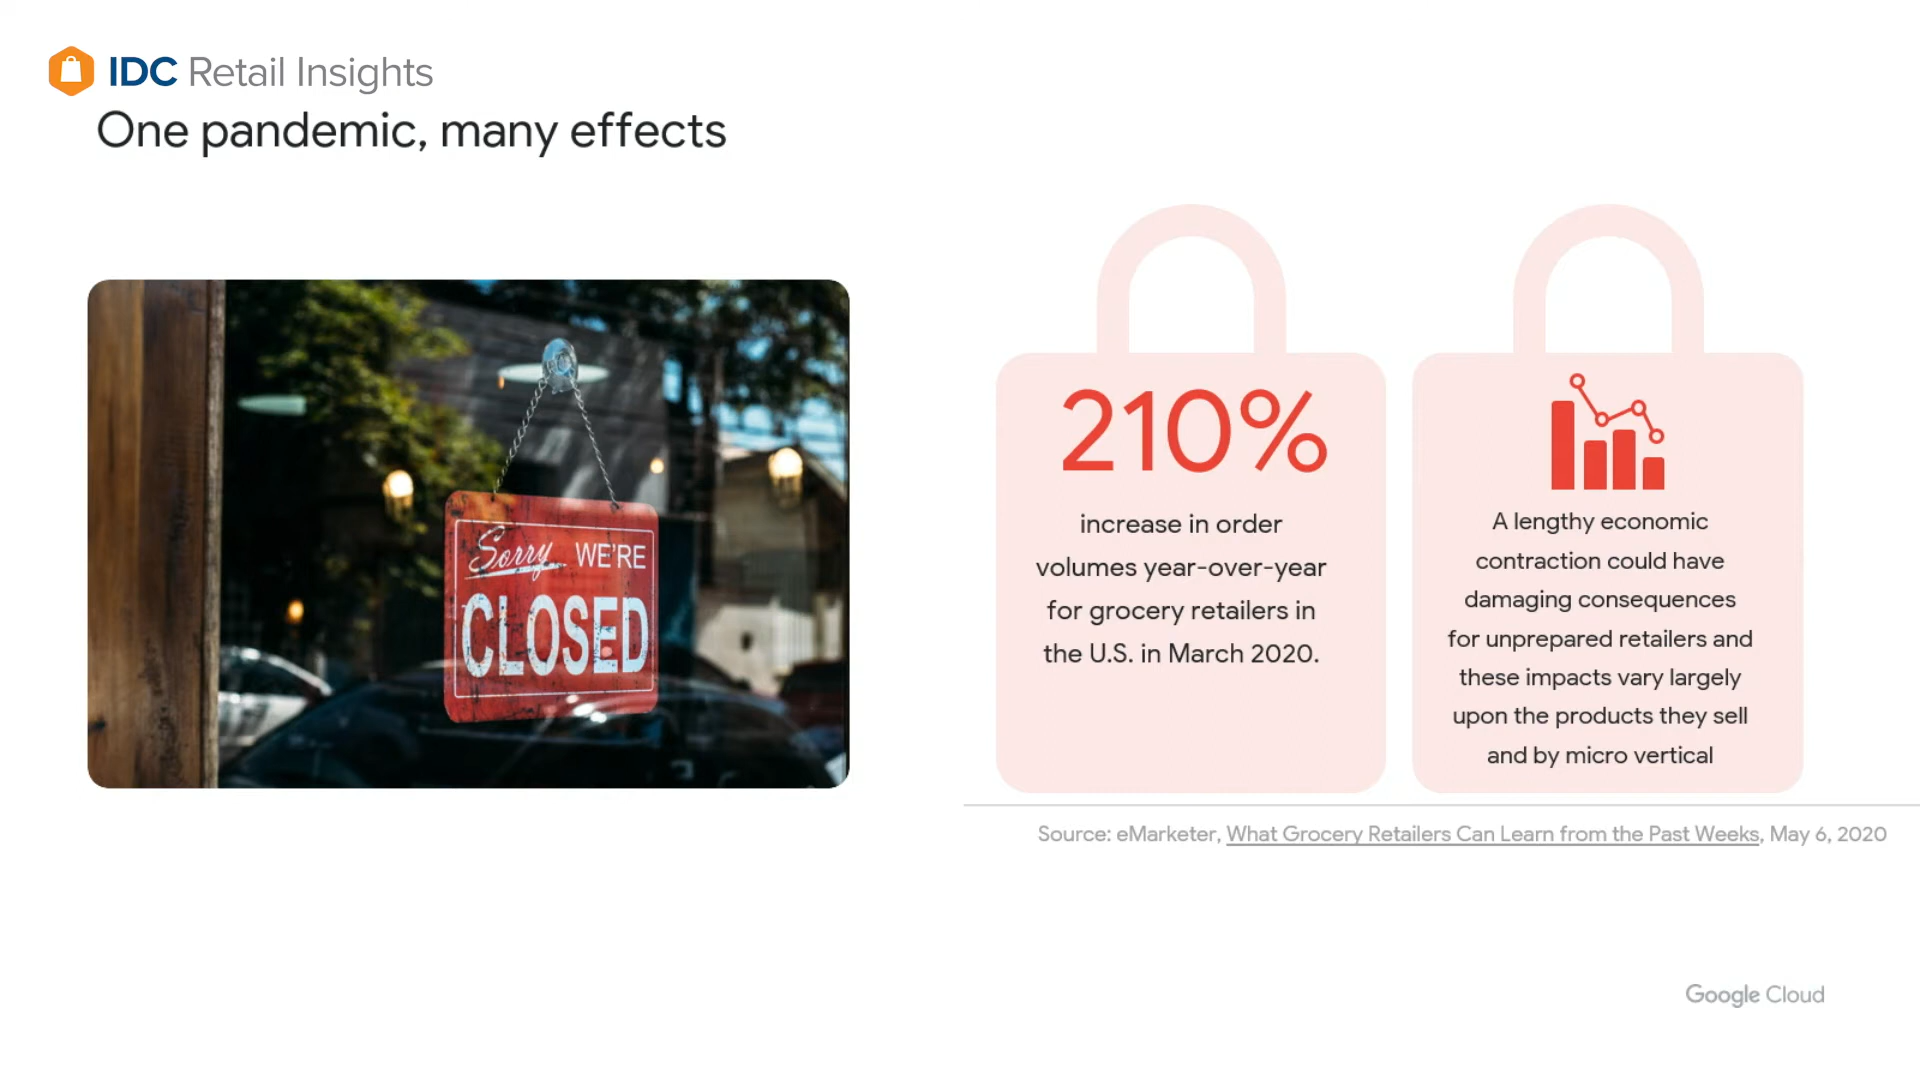 IDC Retail Insights
One pandemic, many effects
Sorry WE'RE
CLOSED
210%
increase in order
volumes year-over-year
for grocery retailers in
the U.S. in March 2020.
A lengthy economic
contraction could have
damaging consequences
for unprepared retailers and
these impacts vary largely
upon the products they sell
and by micro vertical
Source: eMarketer, What Grocery Retailers Can Learn from the Past Weeks, May 6, 2020
Google Cloud